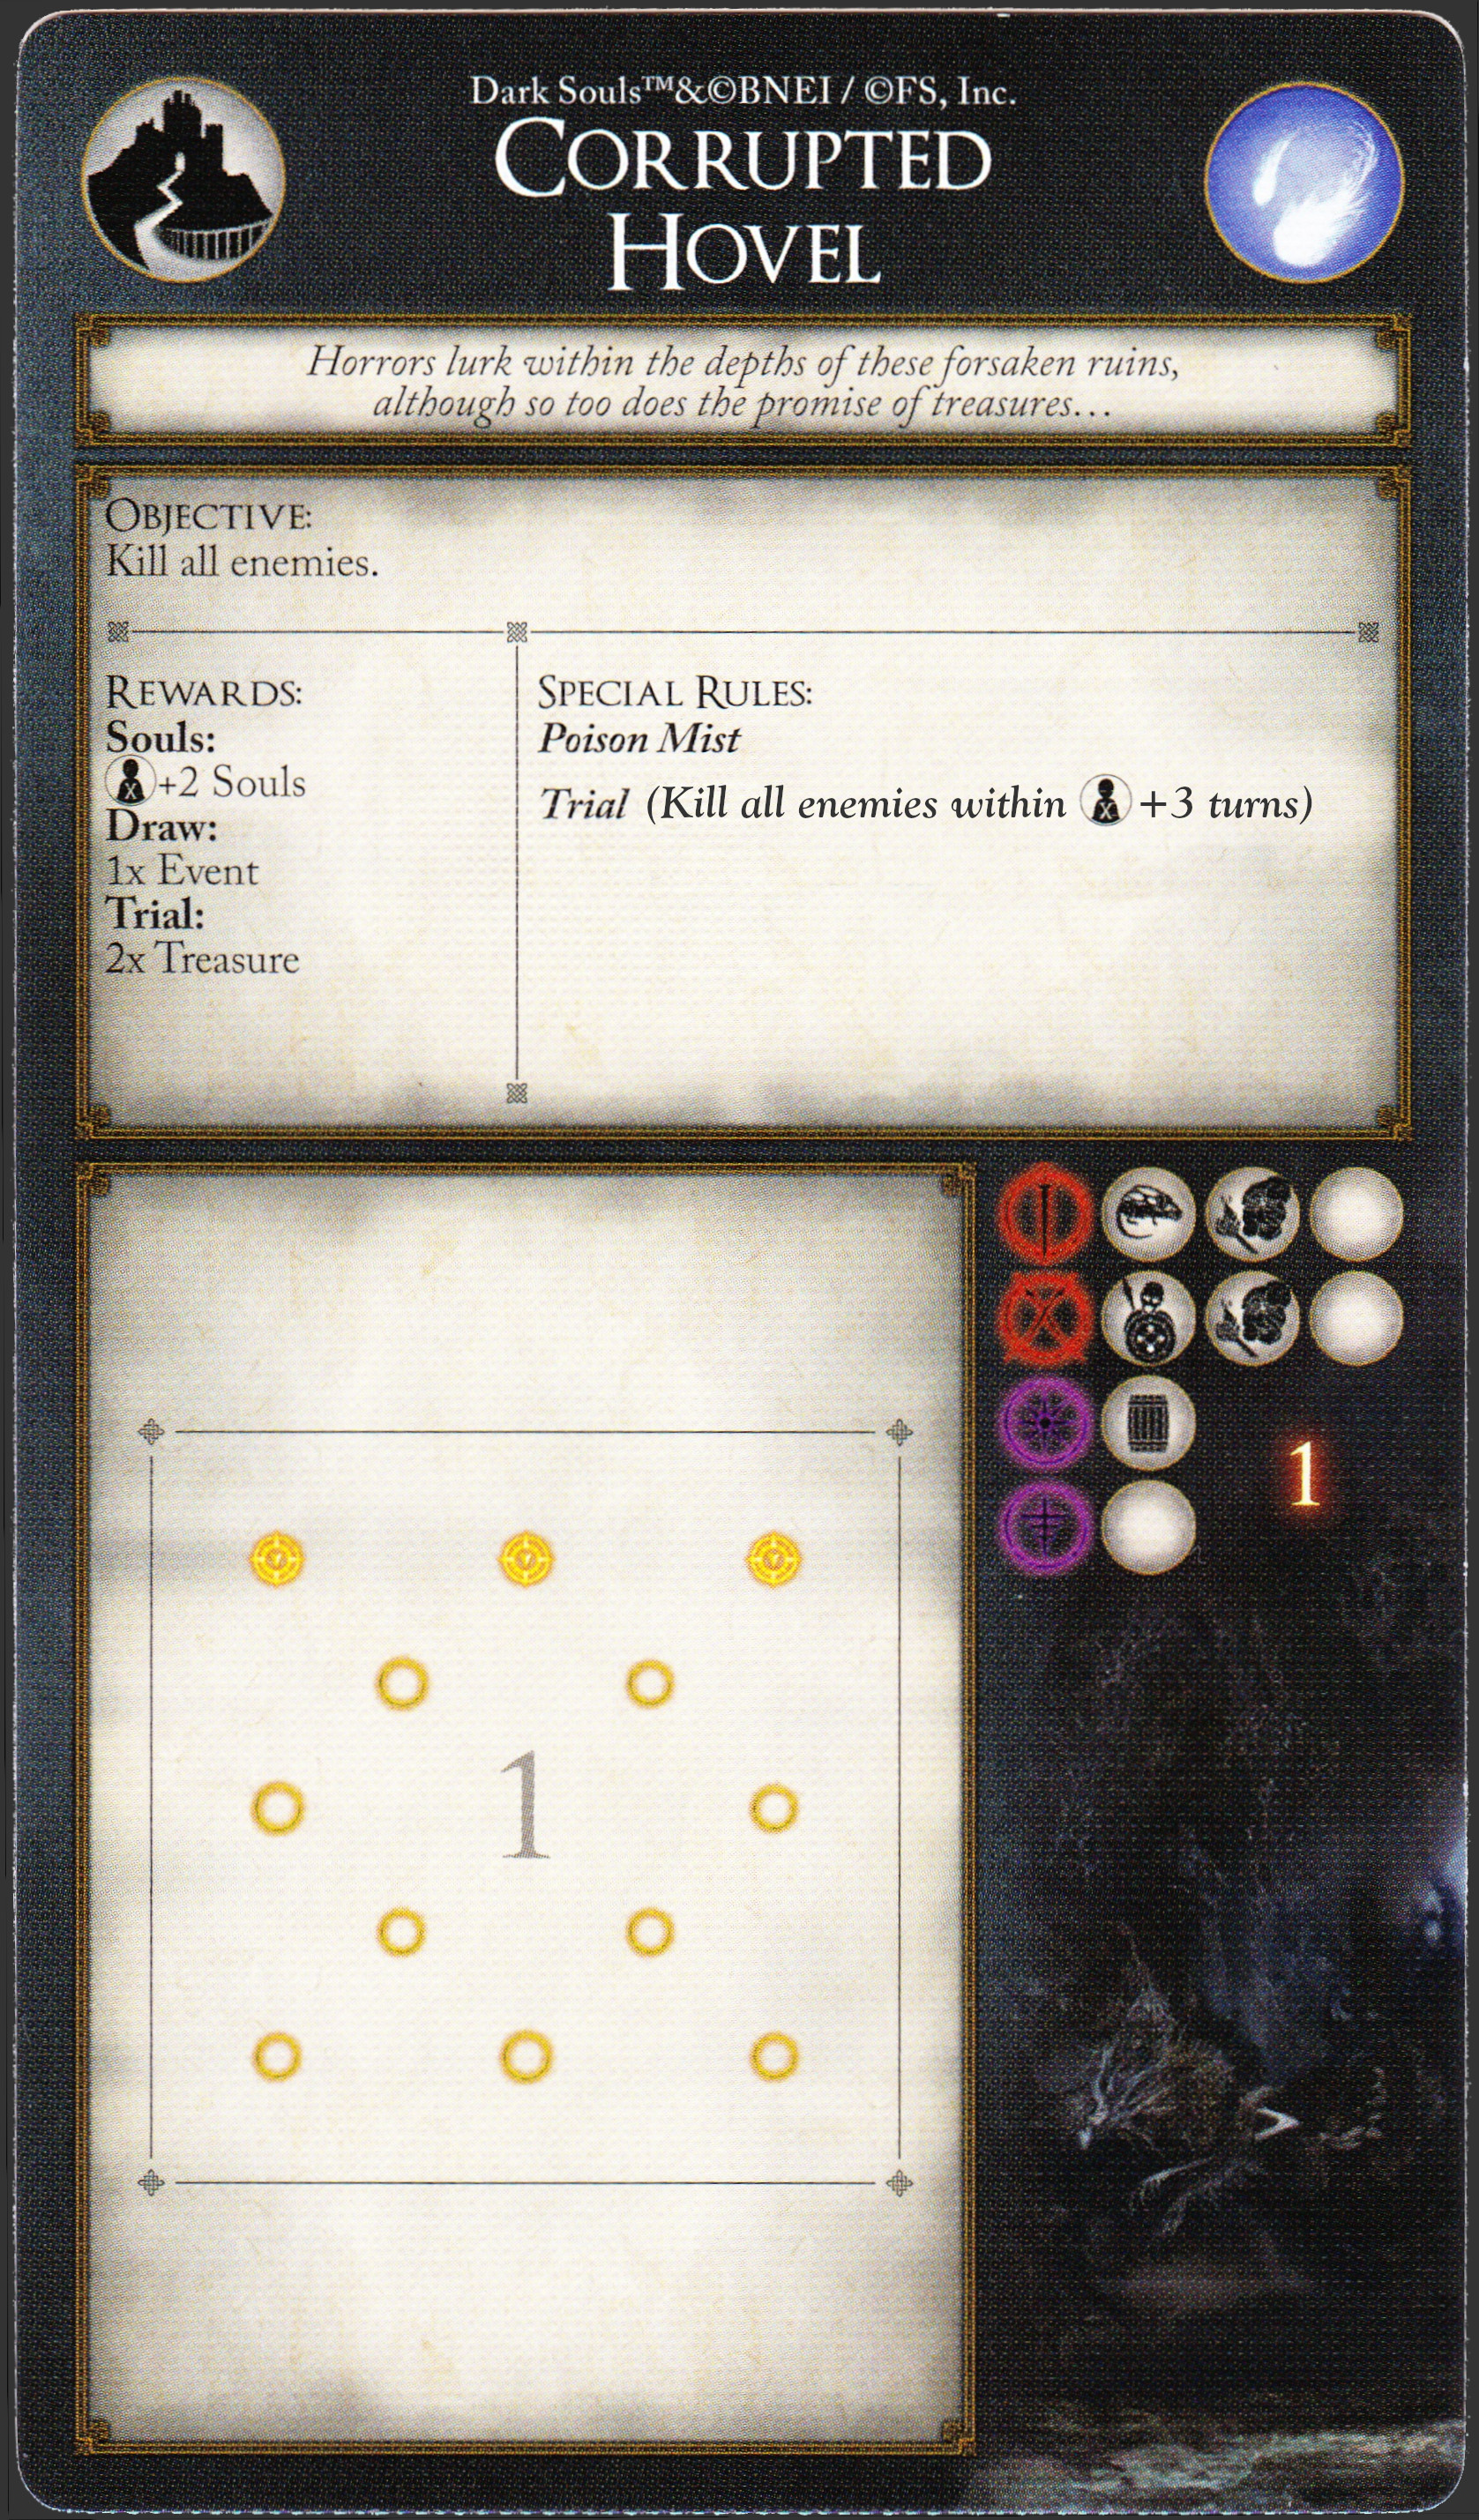 Dark Souls™&©BNEI / ©FS, Inc.
CORRUPTED
HOVEL
Horrors lurk within the depths of these forsaken ruins,
although so too does the promise of treasures...
OBJECTIVE:
Kill all enemies.
REWARDS:
Souls:
X+2 Souls
Draw:
1x Event
Trial:
2x Treasure
SPECIAL RULES:
Poison Mist
Trial (Kill all enemies within X+3 turns)
1
1